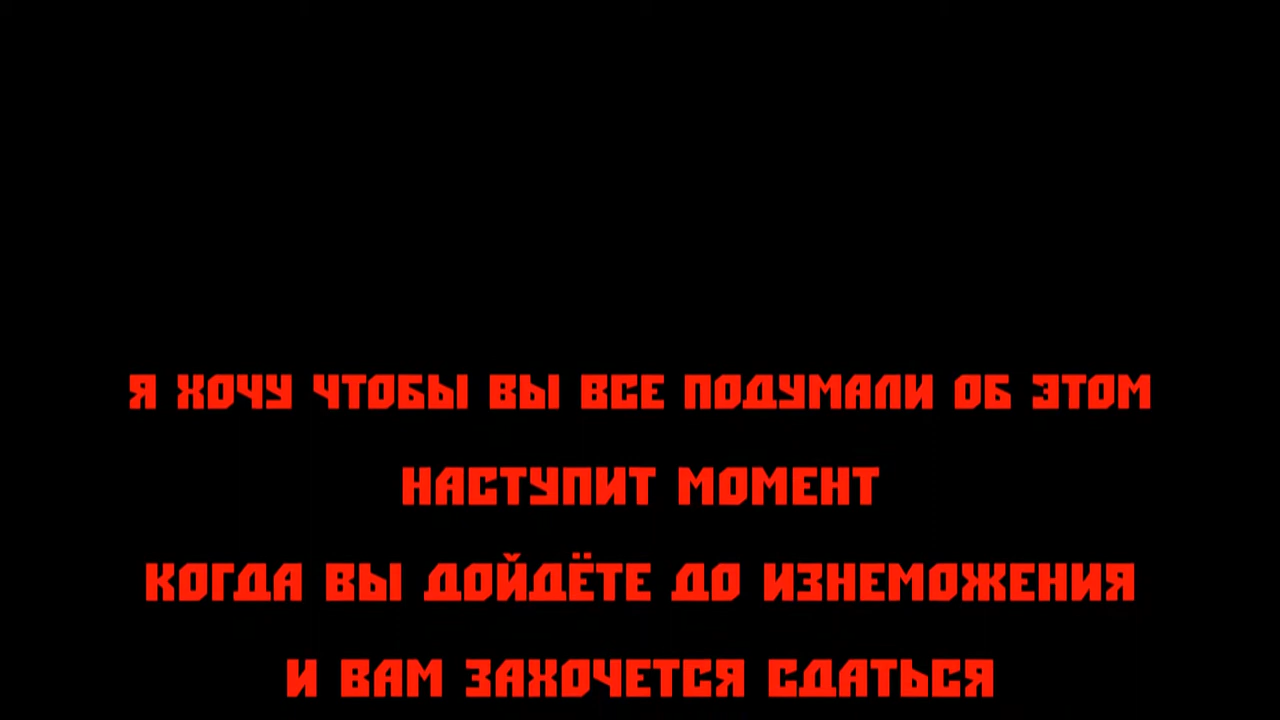 Я ХОЧУ ЧТОБЫ ВЫ ВСЕ ПОДУМАЛИ ОБ ЭТОМ
НАСТУПИТ МОМЕНТ
КОГДА ВЫ ДОЙДЁТЕ ДО ИЗНЕМОЖЕНИЯ
И ВАМ ЗАХОЧЕТСЯ СДАТЬСЯ